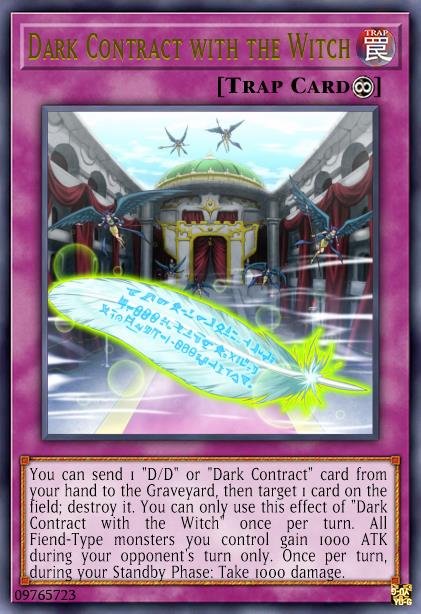 DARK CONTRACT WITH THE WITCH
TRAP
罠
[TRAP CARD♾]
You can send 1 "D/D" or "Dark Contract" card from
your hand to the Graveyard, then target 1 card on the
field; destroy it. You can only use this effect of "Dark
Contract with the Witch" once per turn. All
Fiend-Type monsters you control gain 1000 ATK
during your opponent's turn only. Once per turn,
during your Standby Phase: Take 1000 damage.
09765723